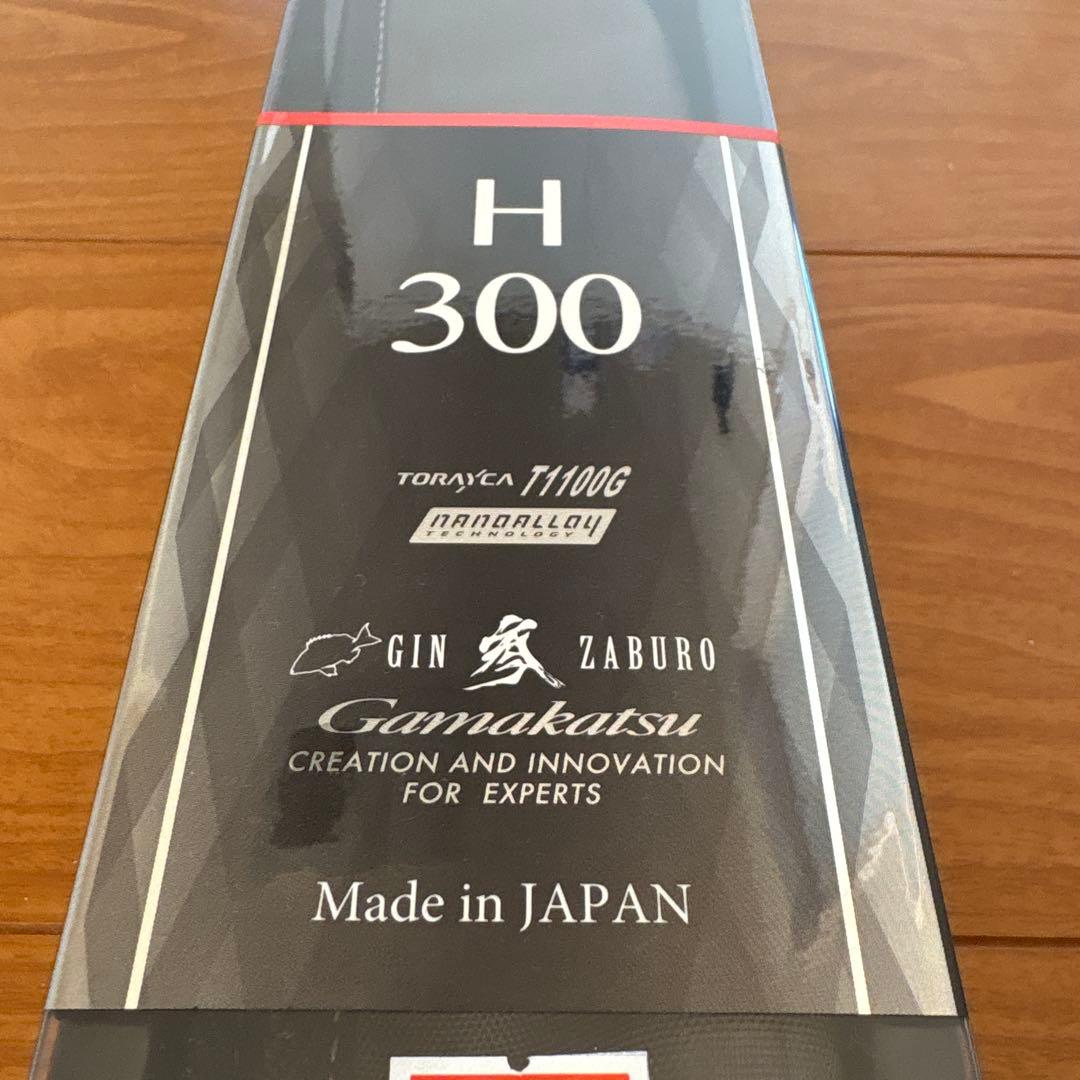 H
300
TORAYCA T1100G
NANOALLOY
TECHNOLOGY
GIN 参 ZABURO
Gamakatsu
CREATION AND INNOVATION
FOR EXPERTS
Made in JAPAN